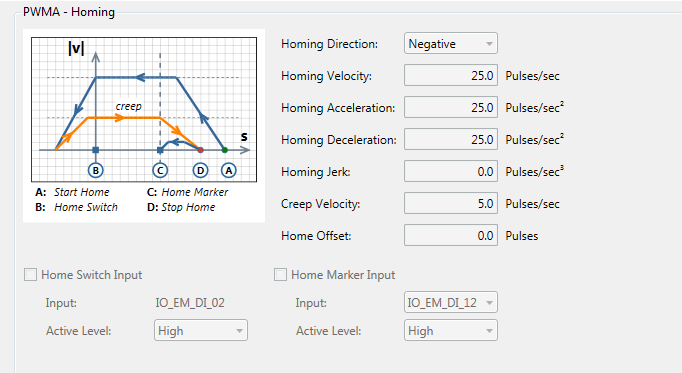 PWMA - Homing
|v|
creep
s
B
C
D
A
A: Start Home
C: Home Marker
B: Home Switch
D: Stop Home
Homing Direction: Negative
Homing Velocity: 25.0 Pulses/sec
Homing Acceleration: 25.0 Pulses/sec²
Homing Deceleration: 25.0 Pulses/sec²
Homing Jerk: 0.0 Pulses/sec³
Creep Velocity: 5.0 Pulses/sec
Home Offset: 0.0 Pulses
Home Switch Input
Input: IO_EM_DI_02
Active Level: High
Home Marker Input
Input: IO_EM_DI_12
Active Level: High